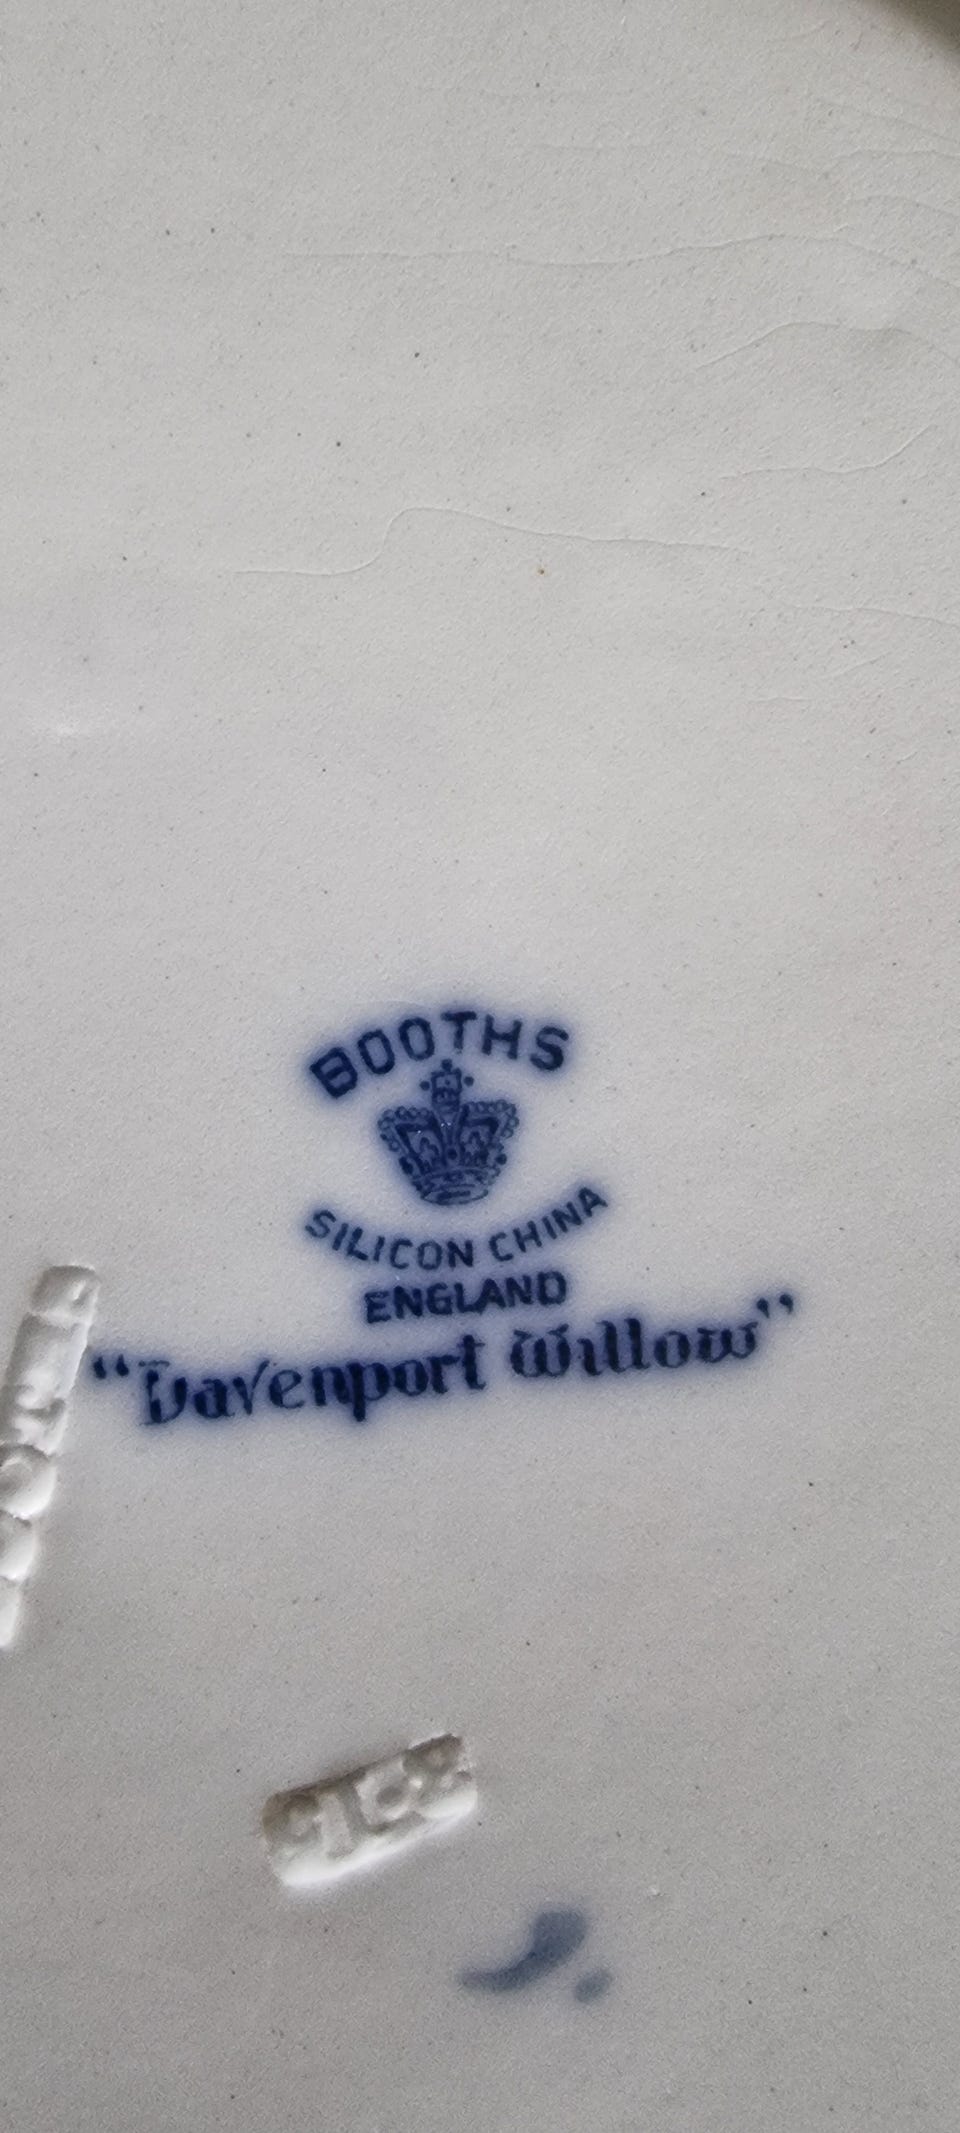 BOOTHS
SILICON CHINA
ENGLAND
"Davenport Willow"